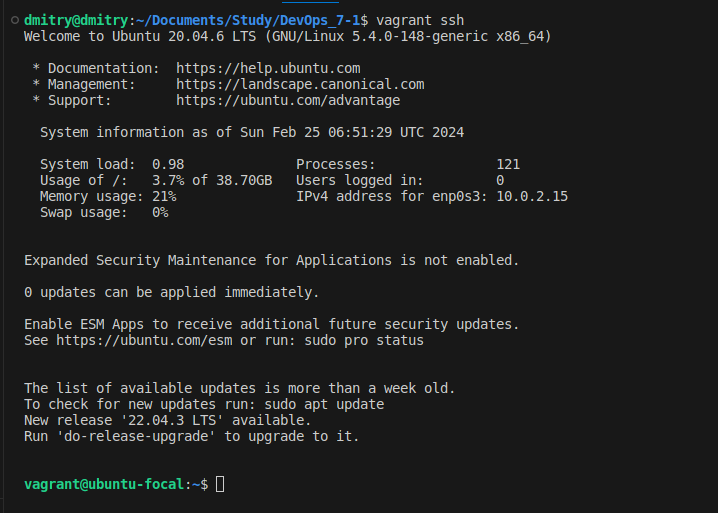 dmitry@dmitry:~/Documents/Study/DevOps_7-1$ vagrant ssh
Welcome to Ubuntu 20.04.6 LTS (GNU/Linux 5.4.0-148-generic x86_64)
* Documentation:  https://help.ubuntu.com
* Management:     https://landscape.canonical.com
* Support:        https://ubuntu.com/advantage
System information as of Sun Feb 25 06:51:29 UTC 2024
System load:  0.98              Processes:               121
Usage of /:   3.7% of 38.70GB   Users logged in:         0
Memory usage: 21%               IPv4 address for enp0s3: 10.0.2.15
Swap usage:   0%
Expanded Security Maintenance for Applications is not enabled.
0 updates can be applied immediately.
Enable ESM Apps to receive additional future security updates.
See https://ubuntu.com/esm or run: sudo pro status
The list of available updates is more than a week old.
To check for new updates run: sudo apt update
New release '22.04.3 LTS' available.
Run 'do-release-upgrade' to upgrade to it.
vagrant@ubuntu-focal:~$